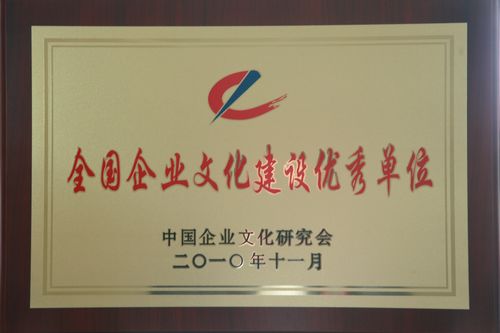 全国企业文化建设优秀单位
中国企业文化研究会
二〇一〇年十一月